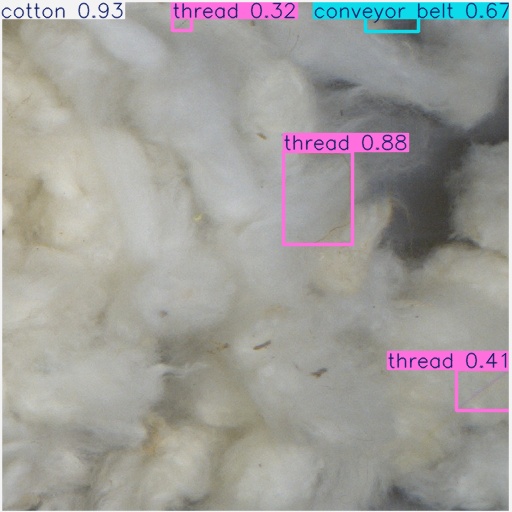 cotton 0.93
thread 0.32
conveyor belt 0.67
thread 0.88
thread 0.41